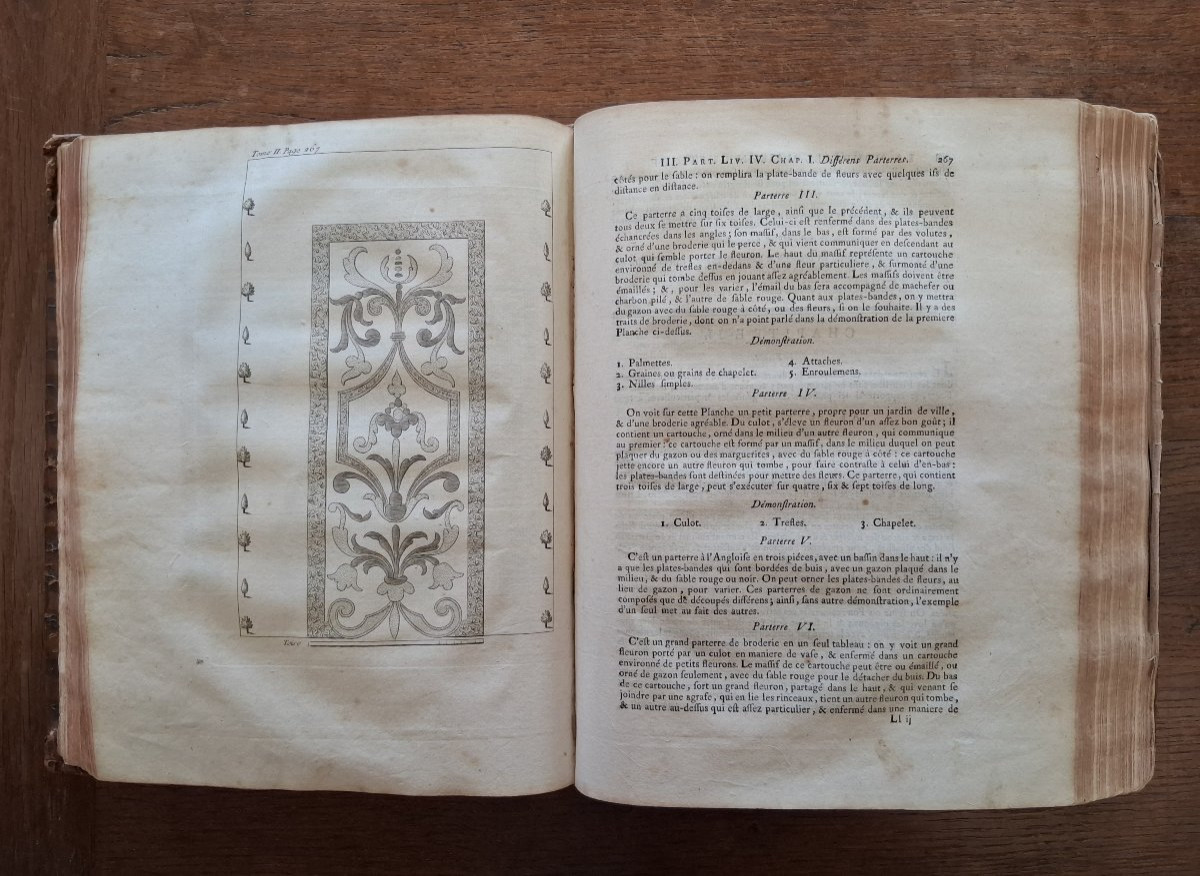 Tome II. Page 267
Toises
III. PART. LIV. IV. CHAP. I. Différens Parterres. 267
côtés pour le ſable : on remplira la plate-bande de fleurs avec quelques ifs de
diſtance en diſtance.
Parterre III.
Ce parterre a cinq toiſes de large, ainſi que le précédent, & ils peuvent
tous deux ſe mettre ſur ſix toiſes. Celui-ci eſt renfermé dans des plates-bandes
échancrées dans les angles ; ſon maſſif, dans le bas, eſt formé par des volutes,
& orné d'une broderie qui le perce, & qui vient communiquer en deſcendant au
culot qui ſemble porter le fleuron. Le haut du maſſif repréſente un cartouche
environné de trefles en-dedans & d'une fleur particuliere, & ſurmonté d'une
broderie qui tombe deſſus en jouant aſſez agréablement. Les maſſifs doivent être
émaillés ; &, pour les varier, l'émail du bas ſera accompagné de machefer ou
charbon pilé, & l'autre de ſable rouge. Quant aux plates-bandes, on y mettra
du gazon avec du ſable rouge à côté, ou des fleurs, ſi on le ſouhaite. Il y a des
traits de broderie, dont on n'a point parlé dans la démonſtration de la premiere
Planche ci-deſſus.
Démonſtration.
1. Palmettes. 4. Attaches.
2. Graines ou grains de chapelet. 5. Enroulemens.
3. Nilles ſimples.
Parterre IV.
On voit ſur cette Planche un petit parterre, propre pour un jardin de ville,
& d'une broderie agréable. Du culot, s'éleve un fleuron d'un aſſez bon goût ; il
contient un cartouche, orné dans le milieu d'un autre fleuron, qui communique
au premier : ce cartouche eſt formé par un maſſif, dans le milieu duquel on peut
plaquer du gazon ou des marguerites, avec du ſable rouge à côté : ce cartouche
jette encore un autre fleuron qui tombe, pour faire contraſte à celui d'en-bas :
les plates-bandes ſont deſtinées pour mettre des fleurs. Ce parterre, qui contient
trois toiſes de large, peut s'exécuter ſur quatre, ſix & ſept toiſes de long.
Démonſtration.
1. Culot. 2. Trefles. 3. Chapelet.
Parterre V.
C'eſt un parterre à l'Angloiſe en trois piéces, avec un baſſin dans le haut : il n'y
a que les plates-bandes qui ſont bordées de buis, avec un gazon plaqué dans le
milieu, & du ſable rouge ou noir. On peut orner les plates-bandes de fleurs, au
lieu de gazon, pour varier. Ces parterres de gazon ne ſont ordinairement
compoſés que de découpés différens ; ainſi, ſans autre démonſtration, l'exemple
d'un ſeul met au fait des autres.
Parterre VI.
C'eſt un grand parterre de broderie en un ſeul tableau : on y voit un grand
fleuron porté par un culot en maniere de vaſe, & enfermé dans un cartouche
environné de petits fleurons. Le maſſif de ce cartouche peut être ou émaillé, ou
orné de gazon ſeulement, avec du ſable rouge pour le détacher du buis. Du bas
de ce cartouche, ſort un grand fleuron, partagé dans le haut, & qui venant ſe
joindre par une agrafe, qui en lie les rinceaux, tient un autre fleuron qui tombe,
& un autre au-deſſus qui eſt aſſez particulier, & enfermé dans une maniere de
Ll ij